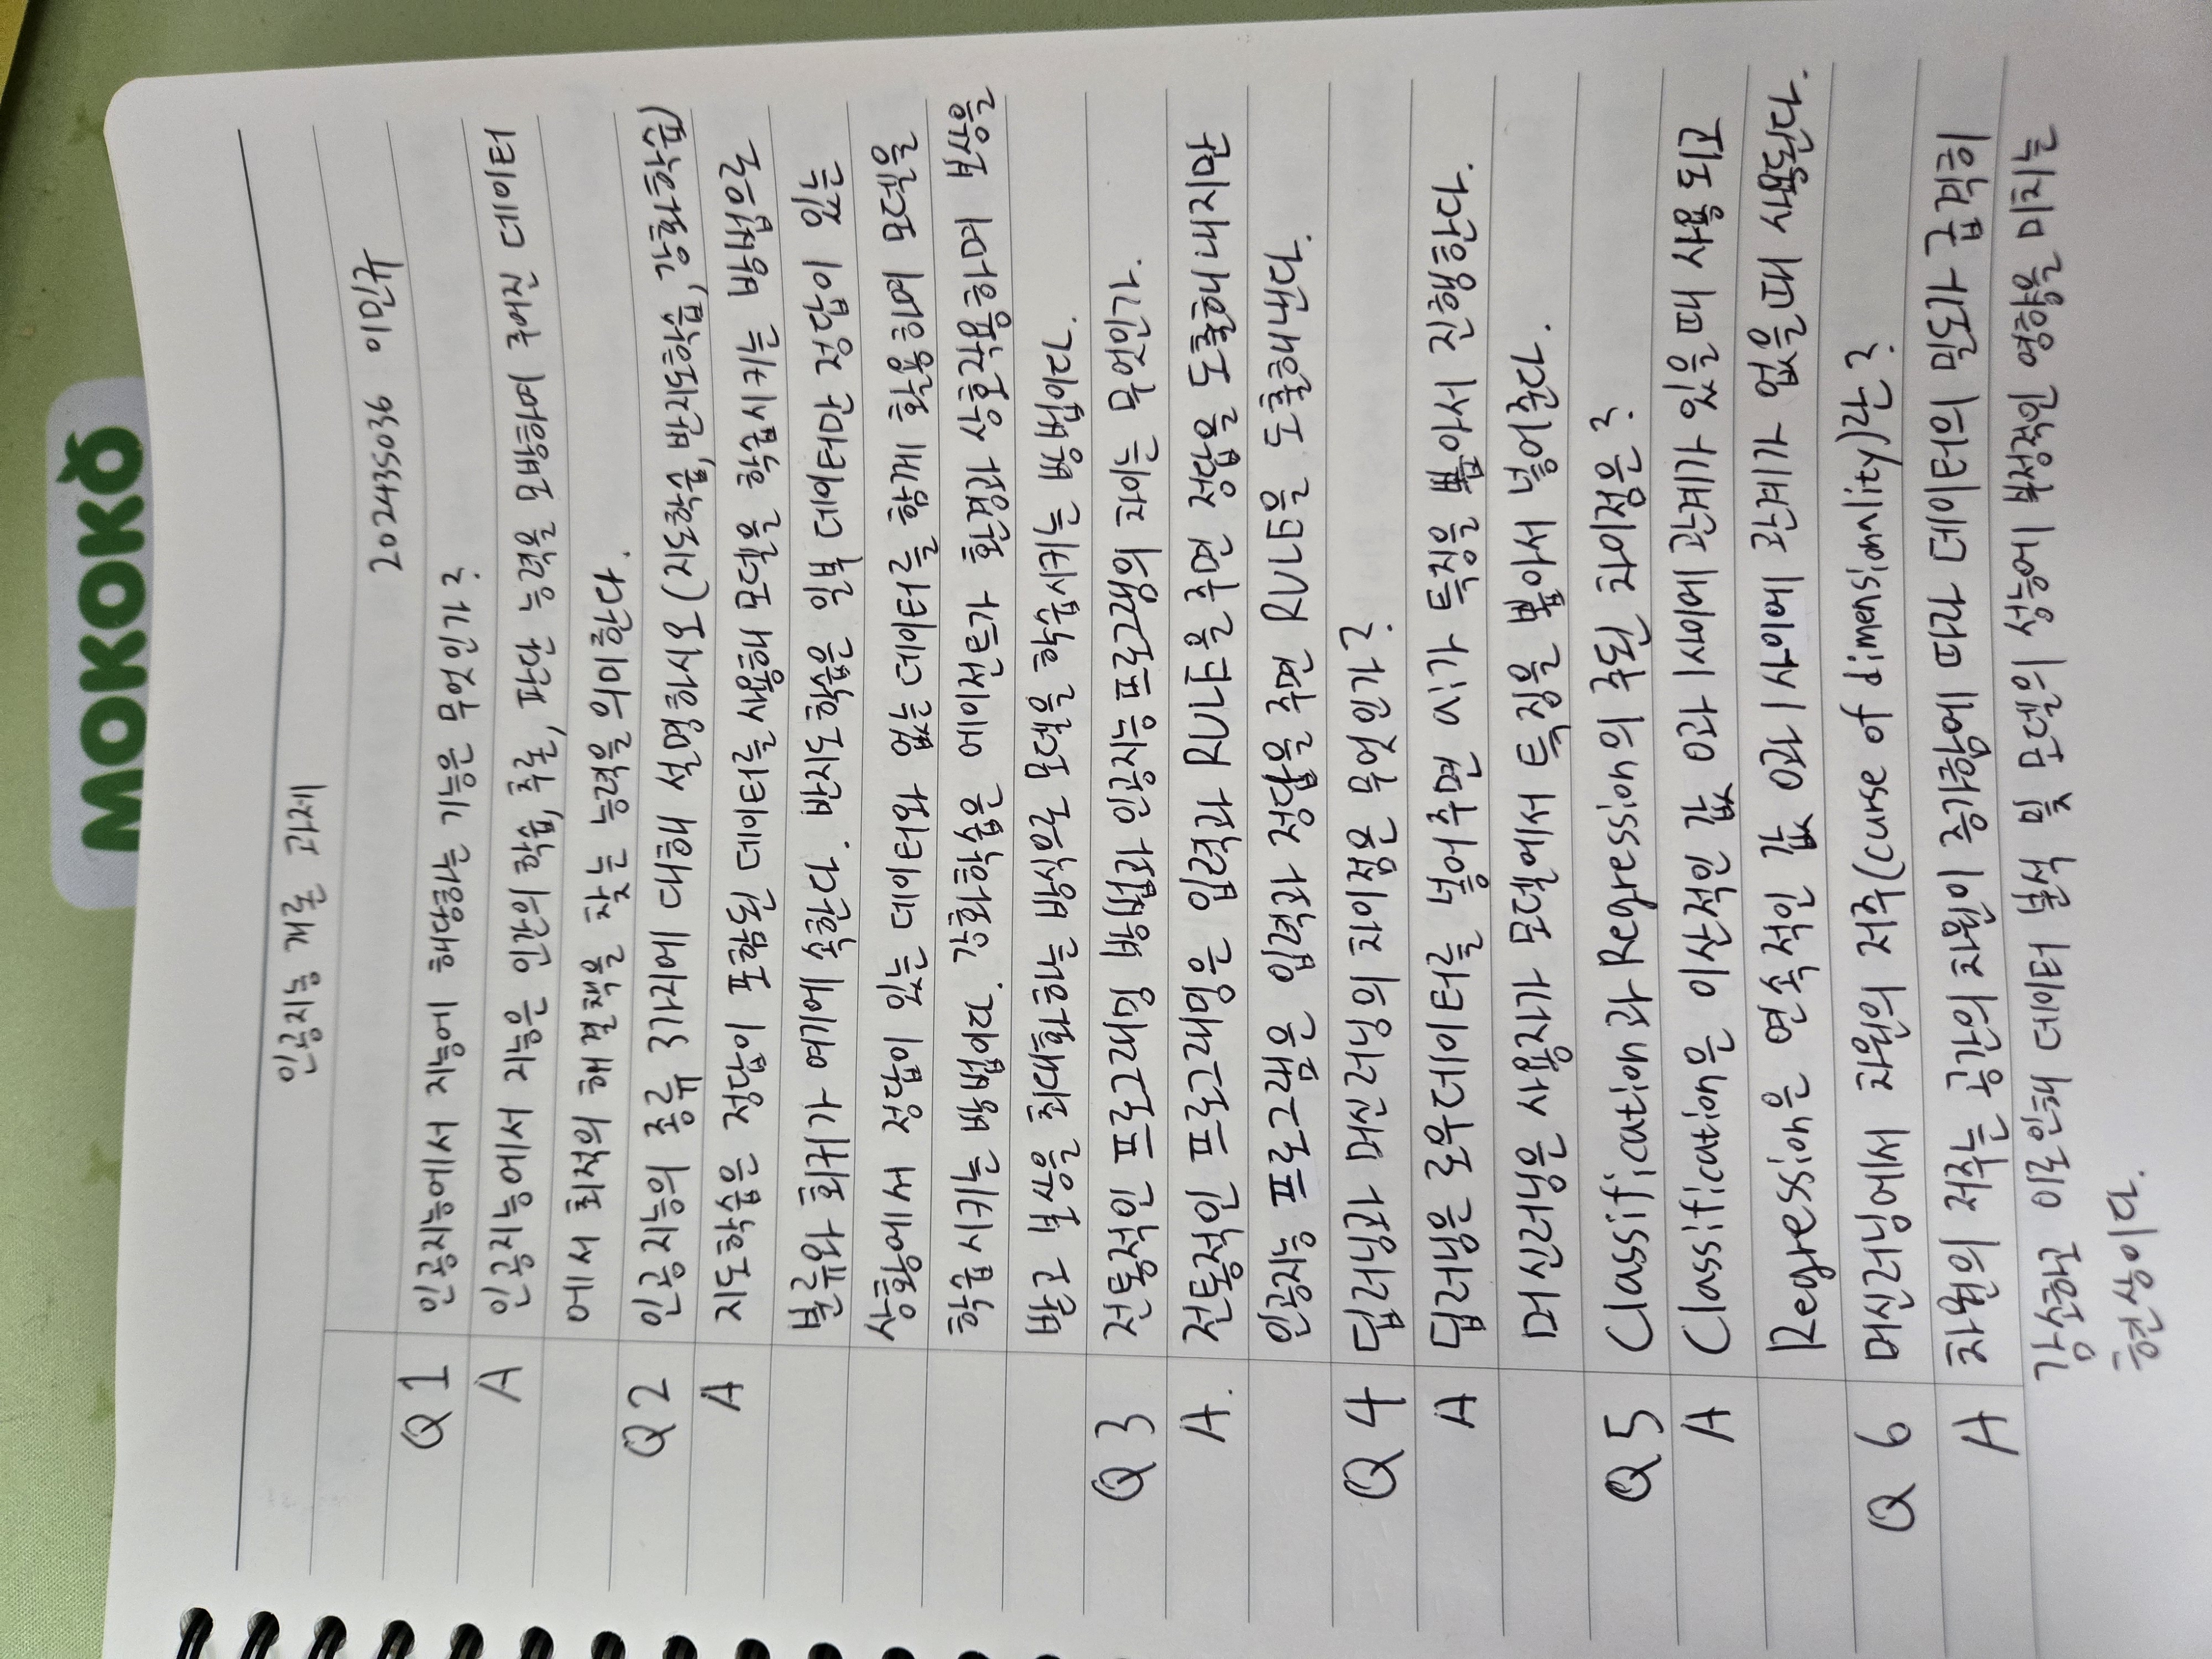 MOKOKO
인공지능 개론 과제
202435036 이민규
Q1 인공지능에서 지능에 해당하는 기능은 무엇인가?
A 인공지능에서 지능은 인간의 학습, 추론, 판단 능력을 모방하며 주어진 데이터
에서 최적의 해결책을 찾는 능력을 의미한다.
Q2 인공지능의 종류 3가지에 대해 설명하시오 (지도학습, 반지도학습, 강화학습)
A 지도학습은 정답이 포함된 데이터를 사용해 모델을 학습시키는 방법으로
분류와 회귀가 여기에 속한다. 반지도학습은 일부 데이터만 정답이 있는
상황에서 정답이 있는 데이터와 없는 데이터를 함께 활용하며 모델을
학습시키는 방법이다. 강화학습은 에이전트가 환경과 상호작용하며 보상을
받고 보상을 최대화하는 방식으로 모델을 학습시키는 방법이다.
Q3 전통적인 프로그래밍 방법과 인공지능 프로그램의 차이는 무엇인가.
A. 전통적인 프로그래밍은 입력과 RULE을 주면 정답을 도출해 내지만
인공지능 프로그램은 입력과 정답을 주면 RULE을 도출해낸다.
Q4 딥러닝과 머신러닝의 차이점은 무엇인가?
A 딥러닝은 로우데이터를 넣어주면 ai가 특징을 뽑아서 진행한다.
머신러닝은 사용자가 모델에서 특징을 뽑아서 넣어준다.
Q5 Classification과 Regression의 주된 차이점은?
A Classification은 이산적인 값 0과 1사이에 관계가 있을때 사용 되고
Regression은 연속적인 값 0과 1사이에 관계가 없을때 사용된다.
Q6 머신러닝에서 차원의 저주(curse of dimensionality)란?
A 차원의 저주는 공간의 차원이 증가함에 따라 데이터의 밀도가 급격히
감소하고 이로인해 데이터 분석 및 모델의 성능에 부정적인 영향을 미치는
현상이다.